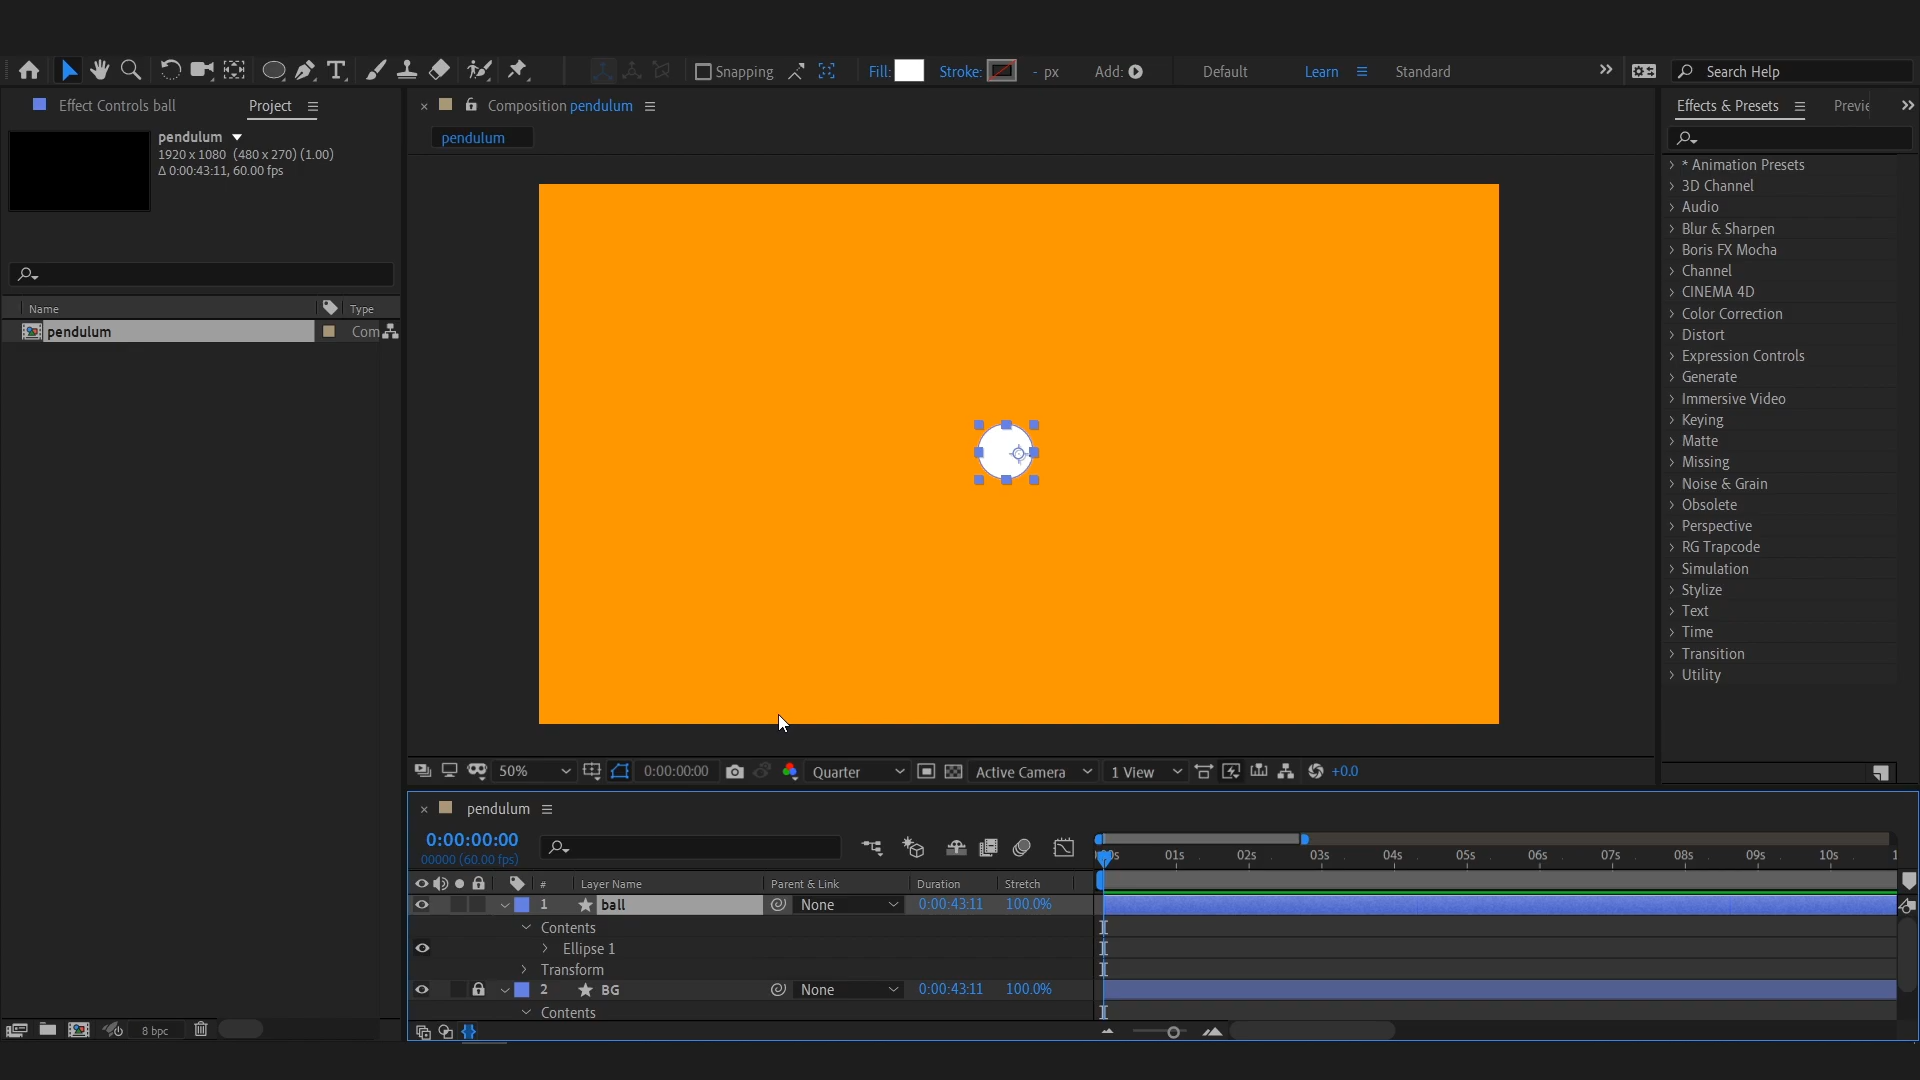 Snapping
Fill:
Stroke:
- px
Add:
Default
Learn
Standard
Search Help
Effect Controls ball
Project
Composition pendulum
Effects & Presets
pendulum
1920 x 1080 (480 x 270) (1.00)
Δ 0:00:43:11, 60.00 fps
pendulum
* Animation Presets
3D Channel
Audio
Blur & Sharpen
Boris FX Mocha
Channel
CINEMA 4D
Color Correction
Distort
Expression Controls
Generate
Immersive Video
Keying
Matte
Missing
Noise & Grain
Obsolete
Perspective
RG Trapcode
Simulation
Stylize
Text
Time
Transition
Utility
Name
Type
pendulum
Com
50%
0:00:00:00
Quarter
Active Camera
1 View
+0.0
pendulum
0:00:00:00
00000 (60.00 fps)
01s
02s
03s
04s
05s
06s
07s
08s
09s
10s
#
Layer Name
Parent & Link
Duration
Stretch
1
ball
None
0:00:43:11
100.0%
Contents
Ellipse 1
Transform
2
BG
None
0:00:43:11
100.0%
Contents
8 bpc